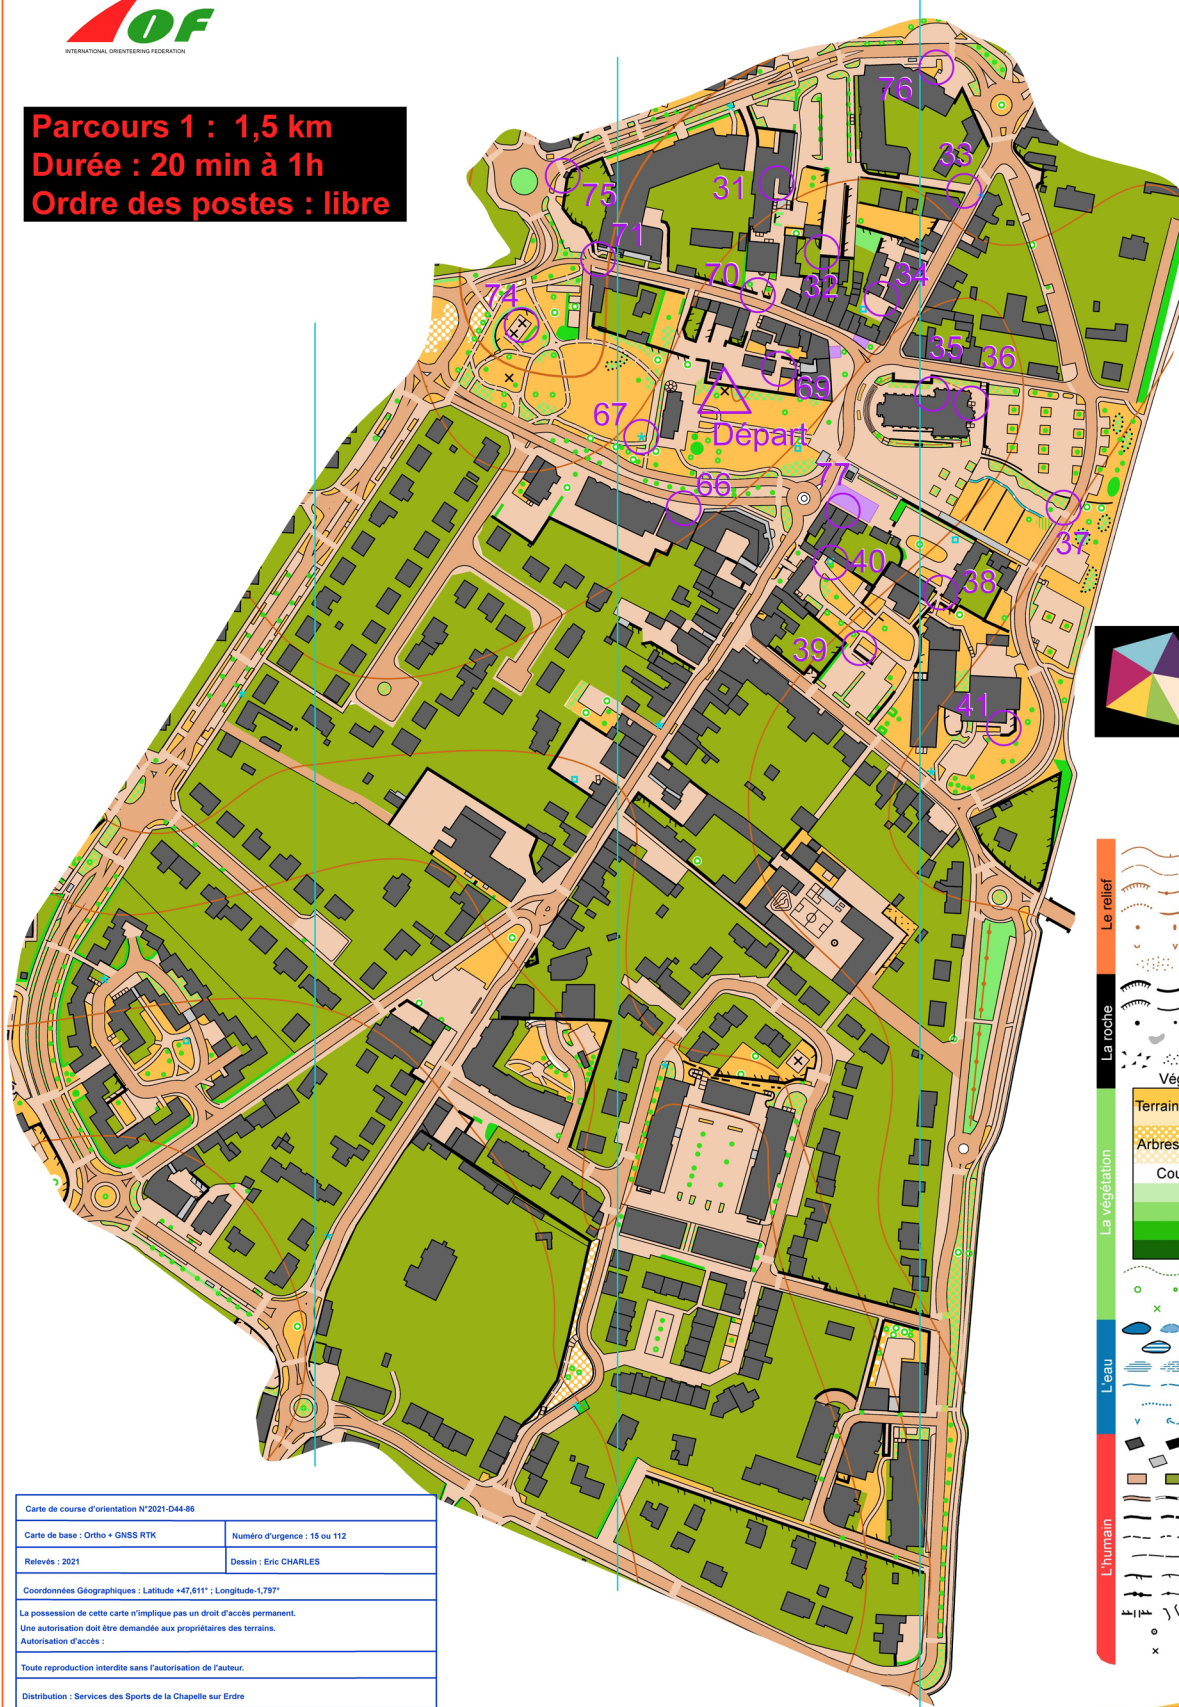 OF
INTERNATIONAL ORIENTEERING FEDERATION
Parcours 1 : 1,5 km
Durée : 20 min à 1h
Ordre des postes : libre
76
33
31
75
71
70
32
34
74
35
36
69
67
Départ
77
66
37
40
38
39
41
Le relief
La roche
Terrain
Arbres
La végétation
L'eau
L'humain
Carte de course d'orientation N°2021-D44-86
Carte de base : Ortho + GNSS RTK
Numéro d'urgence : 15 ou 112
Relevés : 2021
Dessin : Eric CHARLES
Coordonnées Géographiques : Latitude +47,611° ; Longitude-1,797°
La possession de cette carte n'implique pas un droit d'accès permanent.
Une autorisation doit être demandée aux propriétaires des terrains.
Autorisation d'accès :
Toute reproduction interdite sans l'autorisation de l'auteur.
Distribution : Services des Sports de la Chapelle sur Erdre